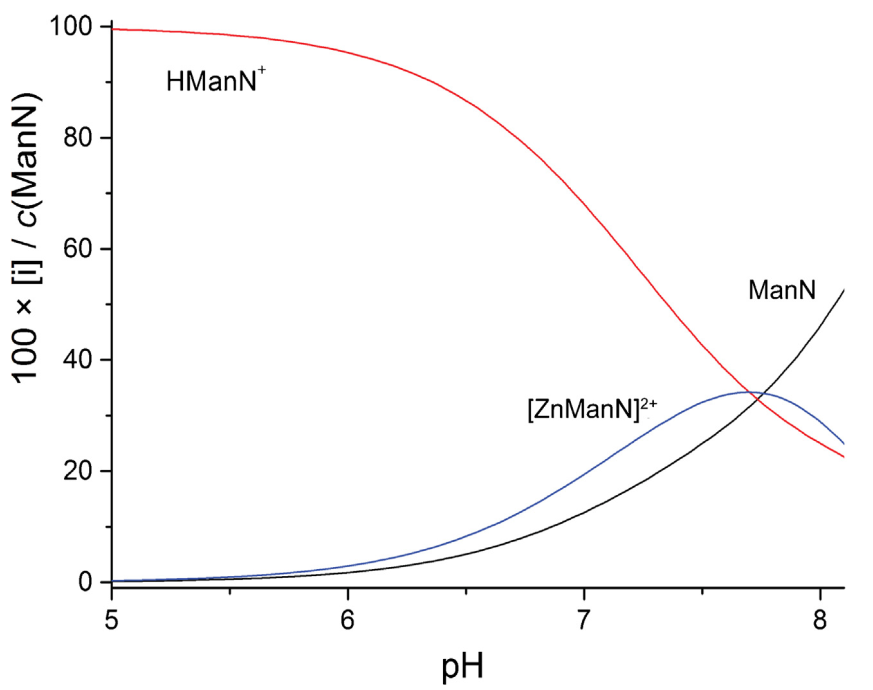 100
HManN⁺
80
60
ManN
40
[ZnManN]²⁺
20
0
5 6 7 8
pH
100 × [i] / c(ManN)